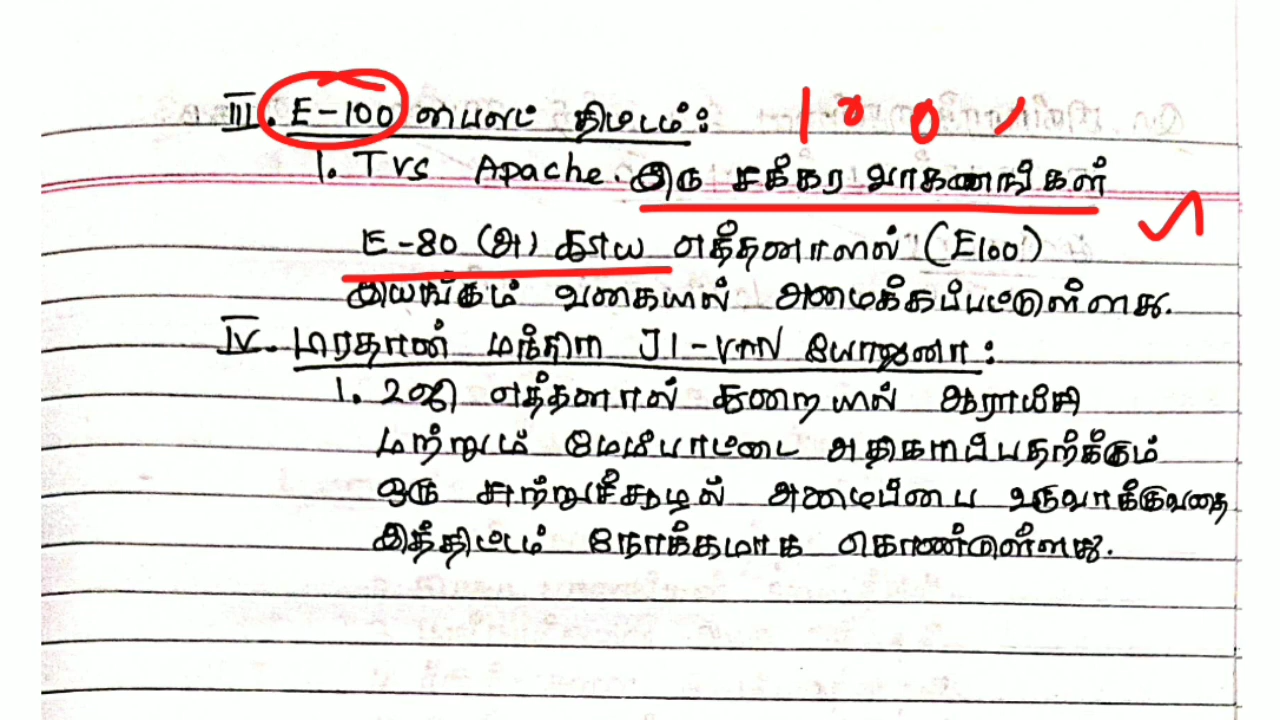 III. E-100 பைலட் திட்டம்:
100
1. TVS Apache. இரு சக்கர வாகனங்கள்
E-80 (அ) தூய எத்தனாலால் (E100)
இயங்கும் வகையில் அமைக்கப்பட்டுள்ளது.
IV. பிரதான் மந்திரி JI-VAN யோஜனா:
1. 2ஜி எத்தனால் துறையில் ஆராய்ச்சி
மற்றும் மேம்பாட்டை அதிகரிப்பதற்கும்
ஒரு சுற்றுச்சூழல் அமைப்பை உருவாக்குவதை
இத்திட்டம் நோக்கமாக கொண்டுள்ளது.